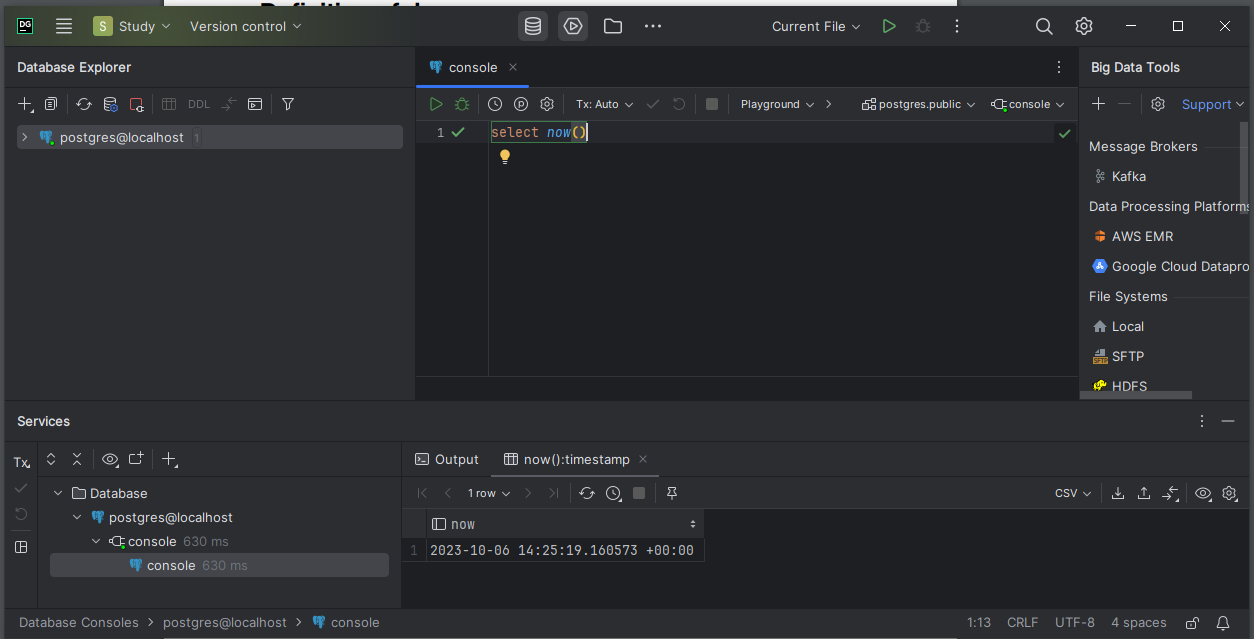 DG
S Study
Version control
Current File
Database Explorer
DDL
postgres@localhost 1
console
Tx: Auto
Playground
postgres.public
console
1
select now()
Big Data Tools
Support
Message Brokers
Kafka
Data Processing Platforms
AWS EMR
Google Cloud Datapro
File Systems
Local
SFTP
HDFS
Services
Tx
Database
postgres@localhost
console 630 ms
console 630 ms
Output
now():timestamp
1 row
CSV
now
1 2023-10-06 14:25:19.160573 +00:00
Database Consoles > postgres@localhost > console
1:13 CRLF UTF-8 4 spaces